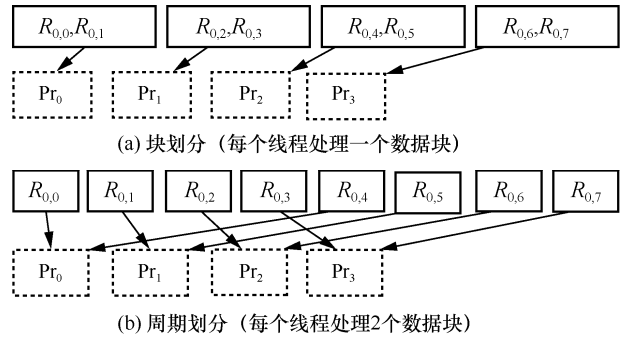 R0,0,R0,1 R0,2,R0,3 R0,4,R0,5 R0,6,R0,7
Pr0 Pr1 Pr2 Pr3
(a) 块划分（每个线程处理一个数据块）
R0,0 R0,1 R0,2 R0,3 R0,4 R0,5 R0,6 R0,7
Pr0 Pr1 Pr2 Pr3
(b) 周期划分（每个线程处理2个数据块）